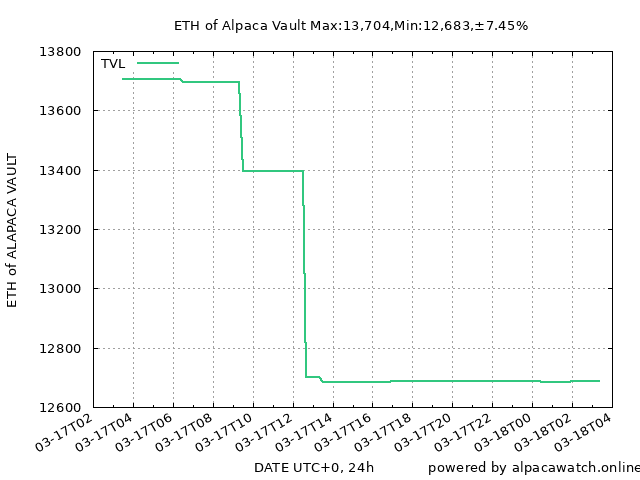 ETH of Alpaca Vault Max:13,704,Min:12,683,±7.45%
TVL
13800
13600
13400
13200
13000
12800
12600
ETH of ALAPACA VAULT
03-17T02
03-17T04
03-17T06
03-17T08
03-17T10
03-17T12
03-17T14
03-17T16
03-17T18
03-17T20
03-17T22
03-18T00
03-18T02
03-18T04
DATE UTC+0, 24h
powered by alpacawatch.online